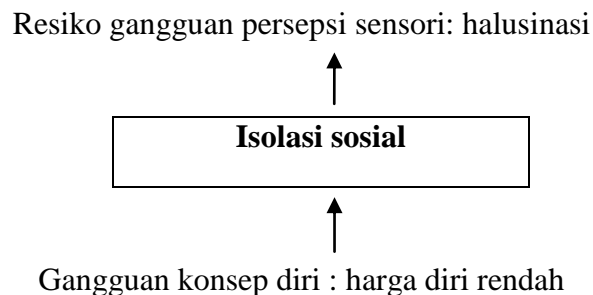 Resiko gangguan persepsi sensori: halusinasi
Isolasi sosial
Gangguan konsep diri : harga diri rendah